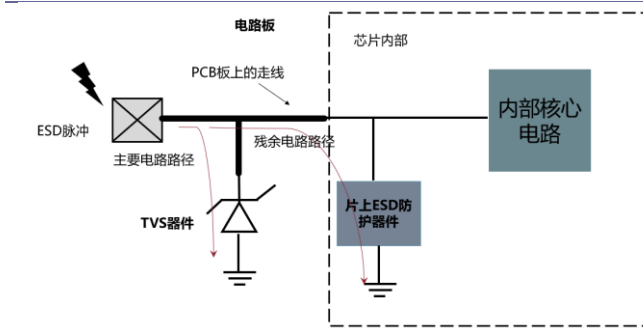 电路板
芯片内部
PCB板上的走线
内部核心
电路
ESD脉冲
主要电路路径
残余电路路径
TVS器件
片上ESD防
护器件